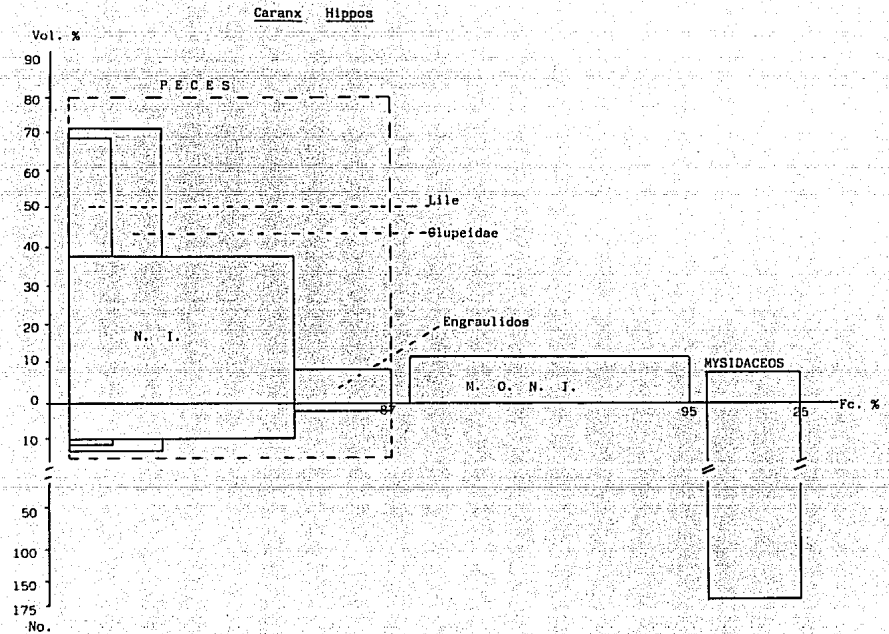 Caranx Hippos
Vol. %
90
PECES
80
70
60
50
Lile
40
Clupeidae
30
20
N. I.
Engraulidos
10
M. O. N. I.
MYSIDACEOS
0
87
95
25
Fc. %
10
50
100
150
175
No.